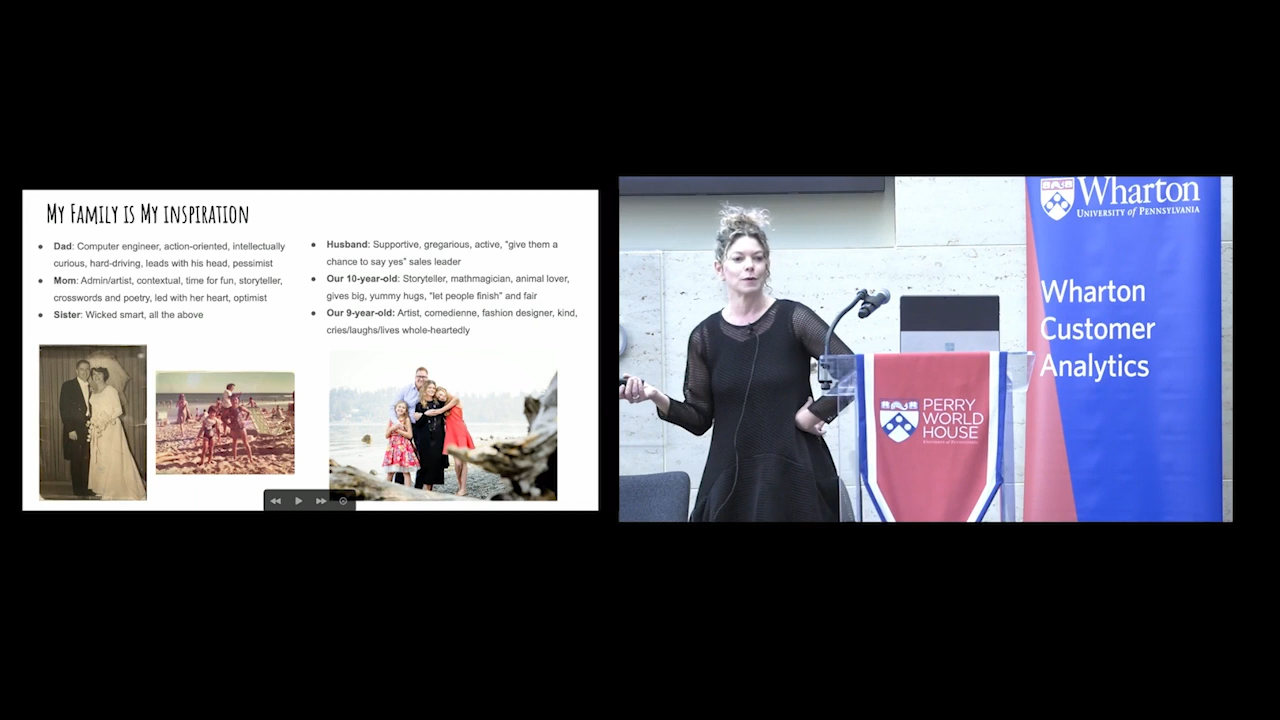 My Family is My inspiration
● Dad: Computer engineer, action-oriented, intellectually
curious, hard-driving, leads with his head, pessimist
● Mom: Admin/artist, contextual, time for fun, storyteller,
crosswords and poetry, led with her heart, optimist
● Sister: Wicked smart, all the above
● Husband: Supportive, gregarious, active, "give them a
chance to say yes" sales leader
● Our 10-year-old: Storyteller, mathmagician, animal lover,
gives big, yummy hugs, "let people finish" and fair
● Our 9-year-old: Artist, comedienne, fashion designer, kind,
cries/laughs/lives whole-heartedly
Wharton
University of Pennsylvania
Wharton
Customer
Analytics
PERRY
WORLD
HOUSE
University of Pennsylvania